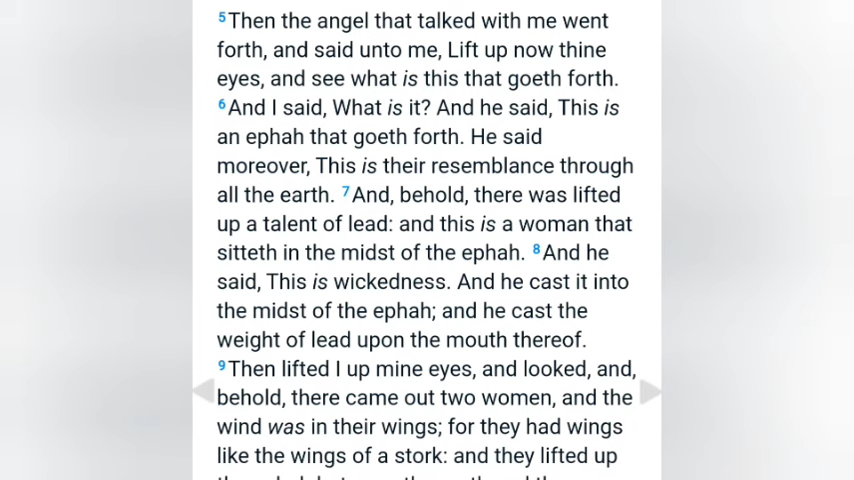 5Then the angel that talked with me went
forth, and said unto me, Lift up now thine
eyes, and see what is this that goeth forth.
6And I said, What is it? And he said, This is
an ephah that goeth forth. He said
moreover, This is their resemblance through
all the earth. 7And, behold, there was lifted
up a talent of lead: and this is a woman that
sitteth in the midst of the ephah. 8And he
said, This is wickedness. And he cast it into
the midst of the ephah; and he cast the
weight of lead upon the mouth thereof.
9Then lifted I up mine eyes, and looked, and,
behold, there came out two women, and the
wind was in their wings; for they had wings
like the wings of a stork: and they lifted up